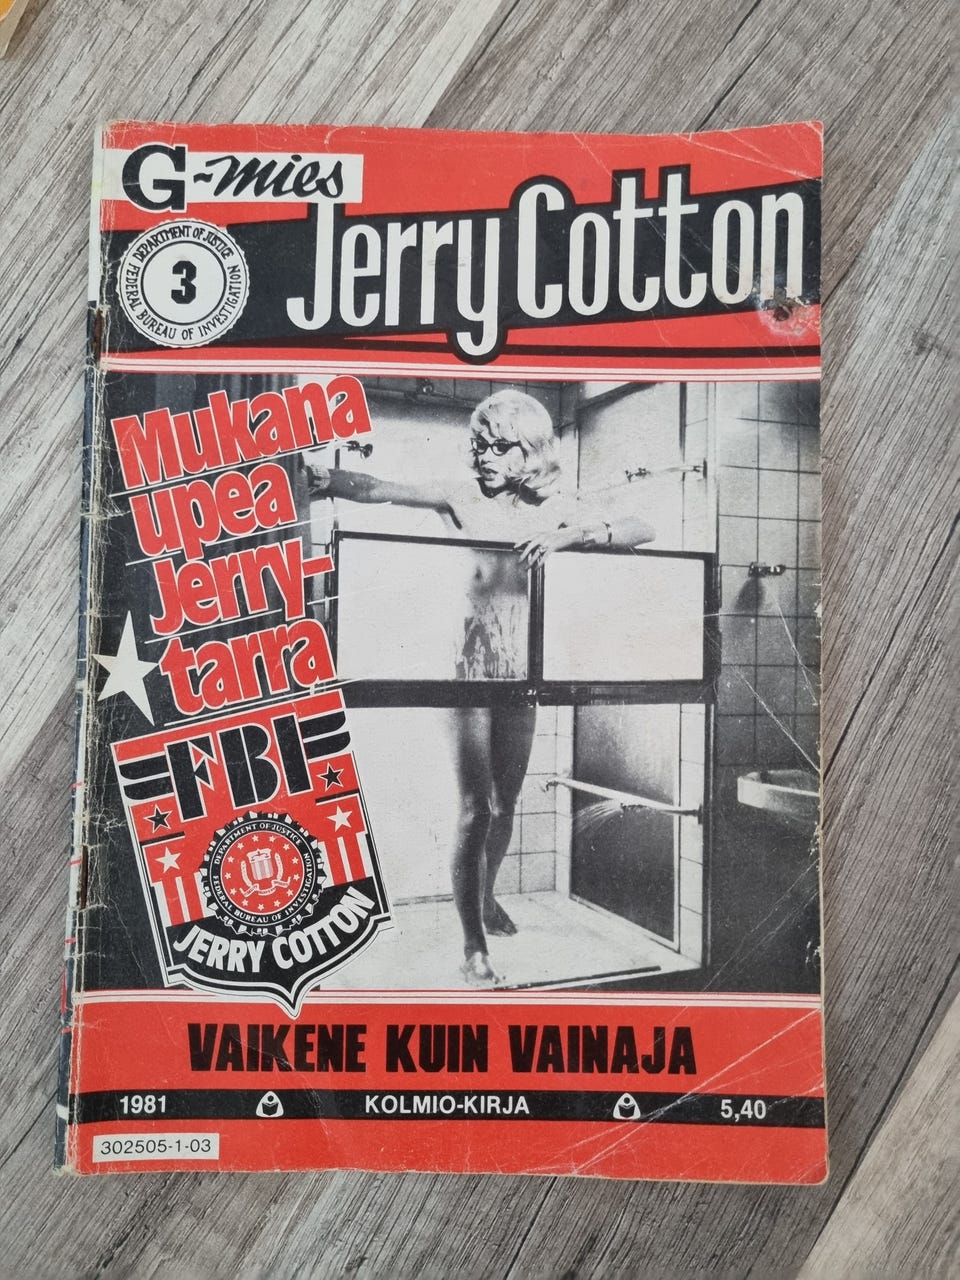 G-mies
Jerry Cotton
DEPARTMENT OF JUSTICE
3
FEDERAL BUREAU OF INVESTIGATION
Mukana
upea
Jerry-
tarra
FBI
DEPARTMENT OF JUSTICE
FEDERAL BUREAU OF INVESTIGATION
JERRY COTTON
VAIKENE KUIN VAINAJA
1981 KOLMIO-KIRJA 5,40
302505-1-03